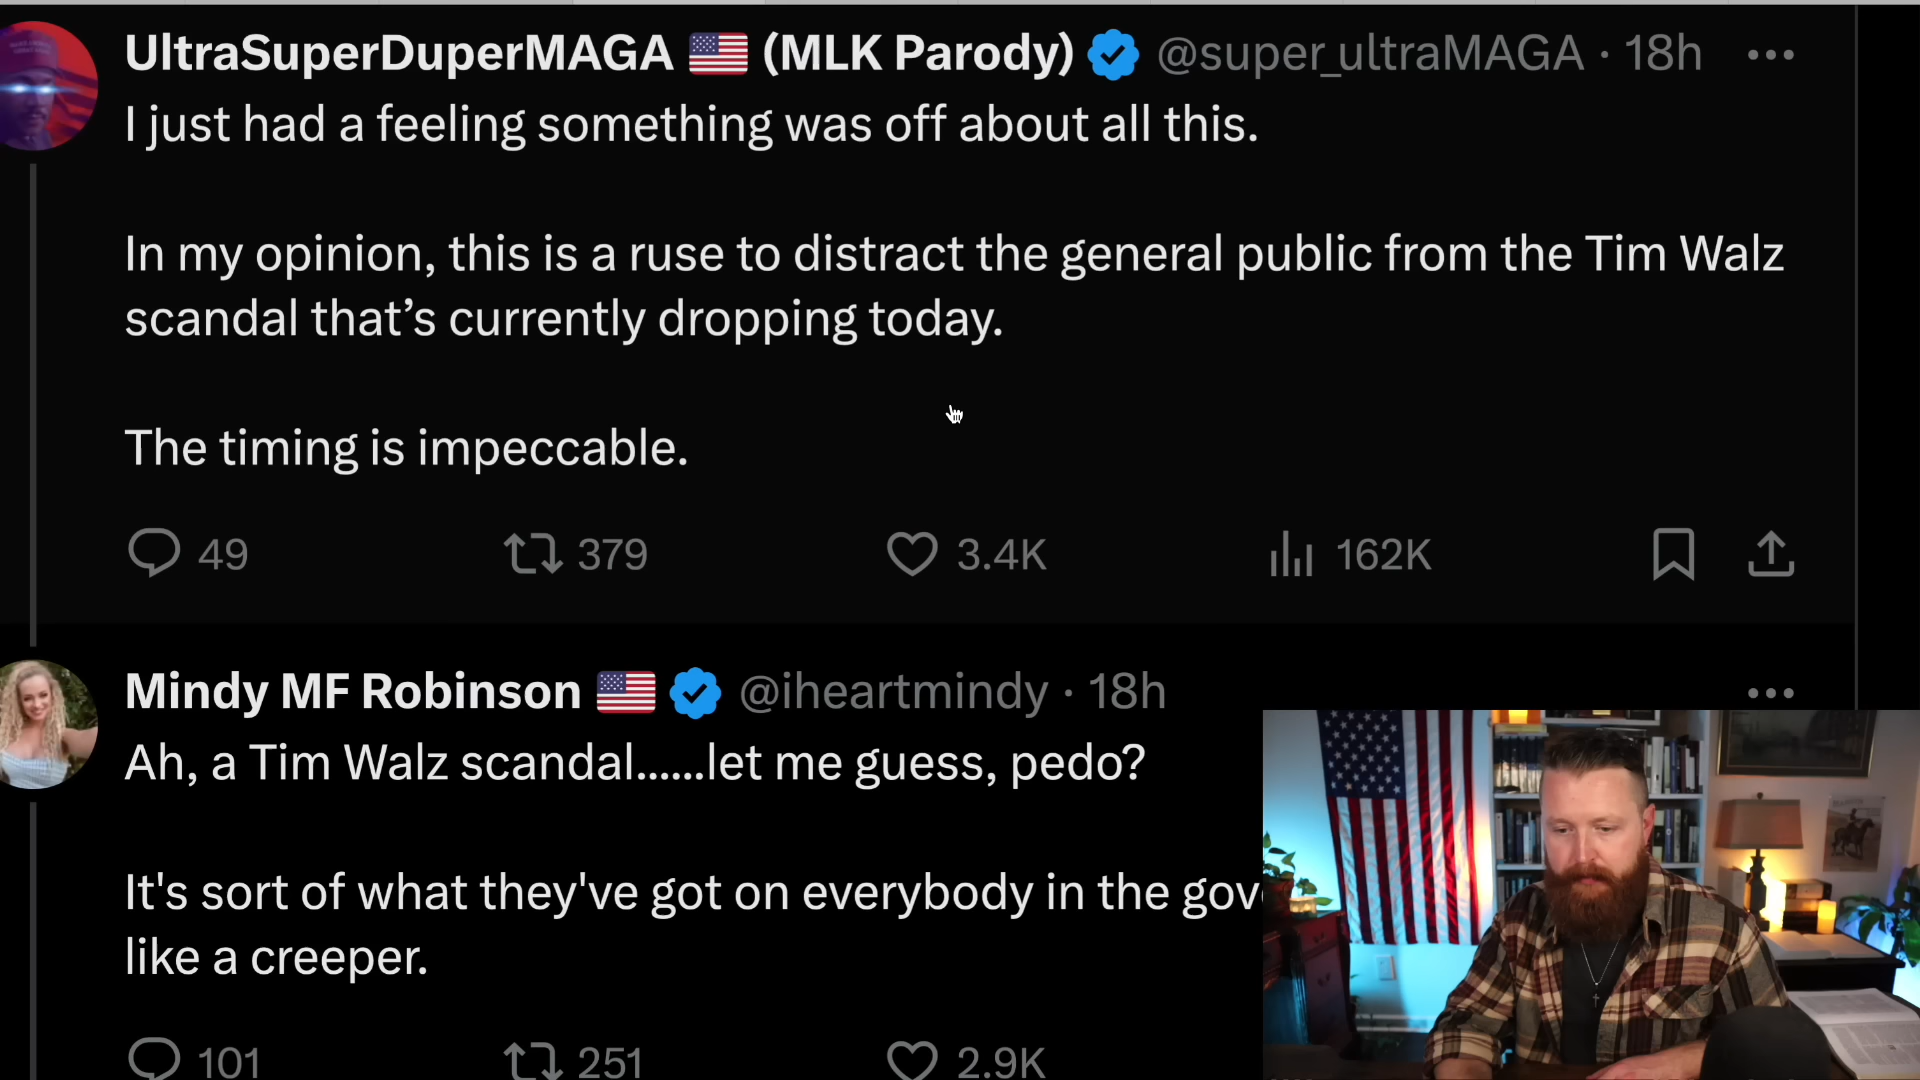 UltraSuperDuperMAGA 🇺🇸 (MLK Parody) @super_ultraMAGA · 18h
I just had a feeling something was off about all this.
In my opinion, this is a ruse to distract the general public from the Tim Walz
scandal that’s currently dropping today.
The timing is impeccable.
49 379 3.4K 162K
Mindy MF Robinson 🇺🇸 @iheartmindy · 18h
Ah, a Tim Walz scandal......let me guess, pedo?
It's sort of what they've got on everybody in the gov
like a creeper.
101 251 2.9K